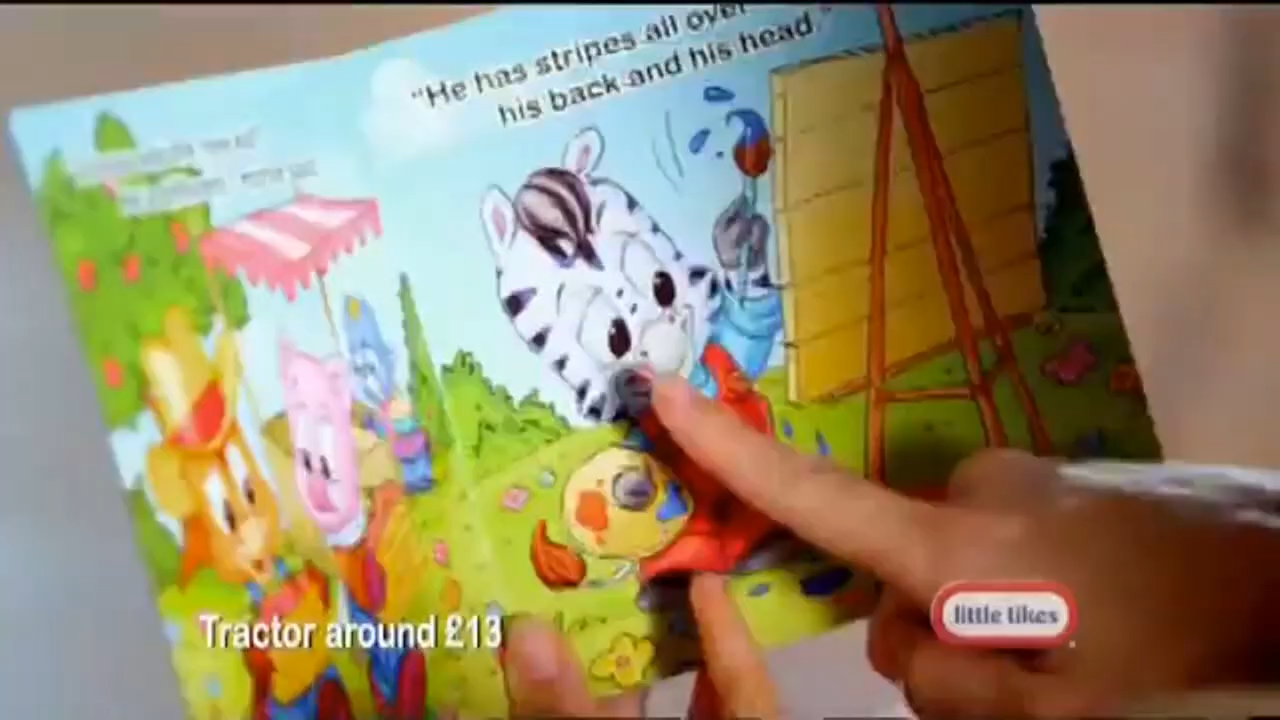 "He has stripes all over
his back and his head."
Tractor around £13
little tikes